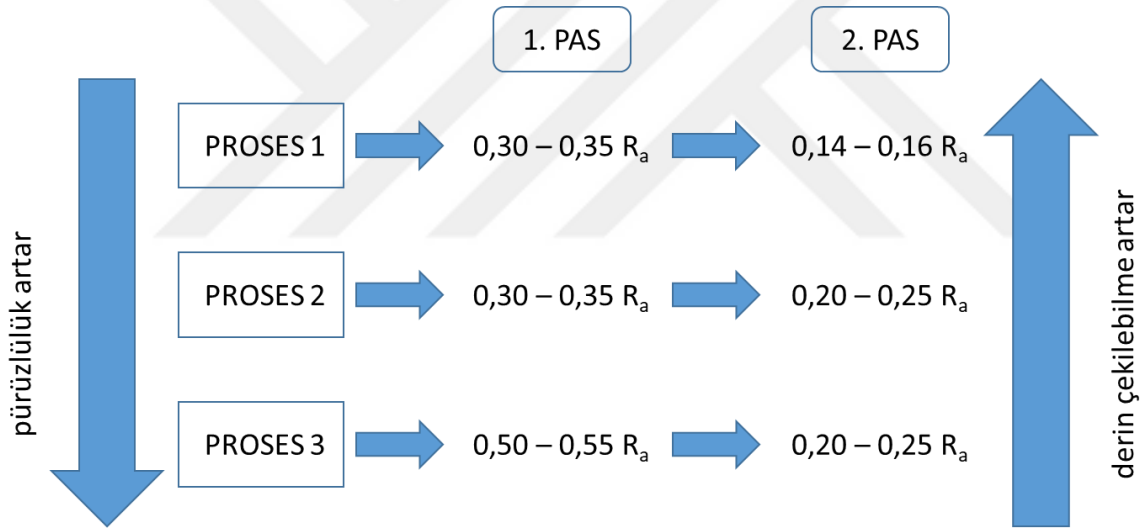 1. PAS
2. PAS
PROSES 1
0,30 – 0,35 Rₐ
0,14 – 0,16 Rₐ
PROSES 2
0,30 – 0,35 Rₐ
0,20 – 0,25 Rₐ
PROSES 3
0,50 – 0,55 Rₐ
0,20 – 0,25 Rₐ
pürüzlülük artar
derin çekilebilme artar